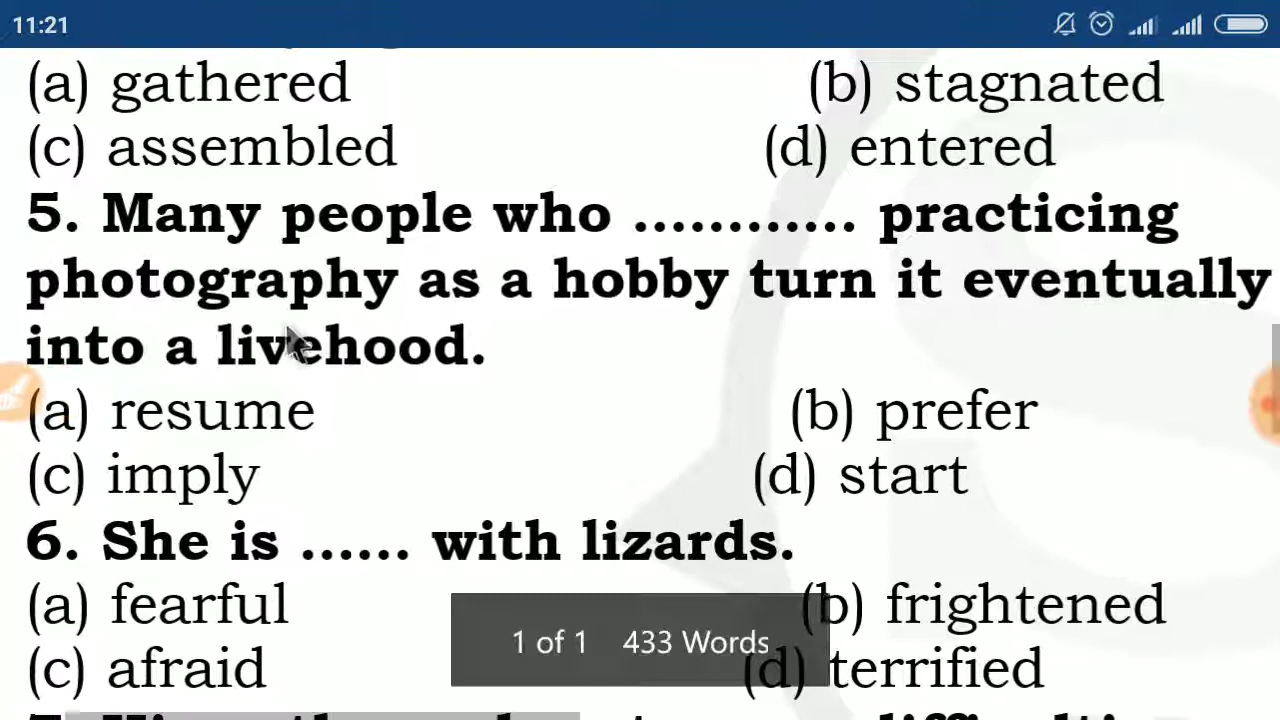 11:21
(a) gathered (b) stagnated
(c) assembled (d) entered
5. Many people who ............ practicing
photography as a hobby turn it eventually
into a livehood.
(a) resume (b) prefer
(c) imply (d) start
6. She is ...... with lizards.
(a) fearful (b) frightened
(c) afraid (d) terrified
1 of 1 433 Words